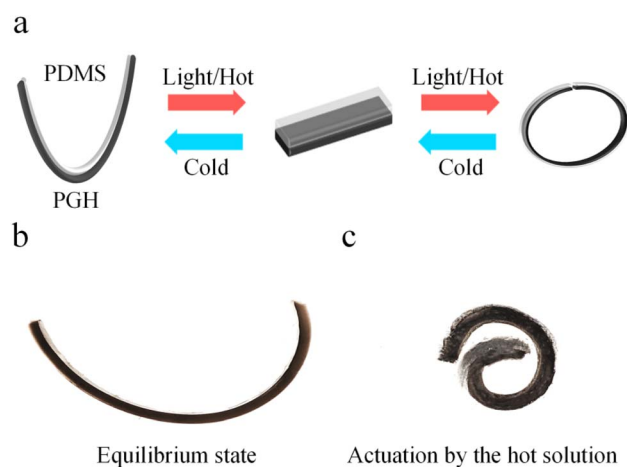 a
PDMS
Light/Hot
Light/Hot
Cold
Cold
PGH
b
c
Equilibrium state
Actuation by the hot solution